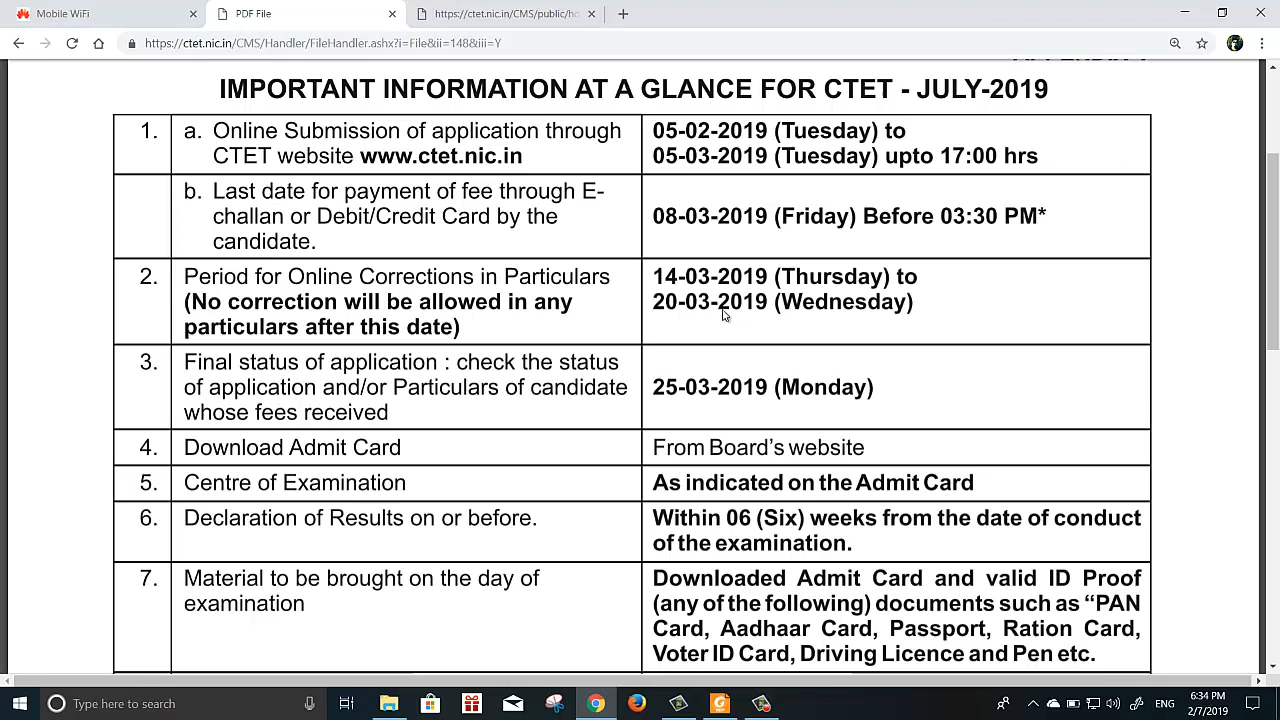 Mobile WiFi
PDF File
https://ctet.nic.in/CMS/public/ho
https://ctet.nic.in/CMS/Handler/FileHandler.ashx?i=File&ii=148&iii=Y
IMPORTANT INFORMATION AT A GLANCE FOR CTET - JULY-2019
1. a. Online Submission of application through
CTET website www.ctet.nic.in
05-02-2019 (Tuesday) to
05-03-2019 (Tuesday) upto 17:00 hrs
b. Last date for payment of fee through E-
challan or Debit/Credit Card by the
candidate.
08-03-2019 (Friday) Before 03:30 PM*
2. Period for Online Corrections in Particulars
(No correction will be allowed in any
particulars after this date)
14-03-2019 (Thursday) to
20-03-2019 (Wednesday)
3. Final status of application : check the status
of application and/or Particulars of candidate
whose fees received
25-03-2019 (Monday)
4. Download Admit Card
From Board's website
5. Centre of Examination
As indicated on the Admit Card
6. Declaration of Results on or before.
Within 06 (Six) weeks from the date of conduct
of the examination.
7. Material to be brought on the day of
examination
Downloaded Admit Card and valid ID Proof
(any of the following) documents such as “PAN
Card, Aadhaar Card, Passport, Ration Card,
Voter ID Card, Driving Licence and Pen etc.
Type here to search
ENG
6:34 PM
2/7/2019